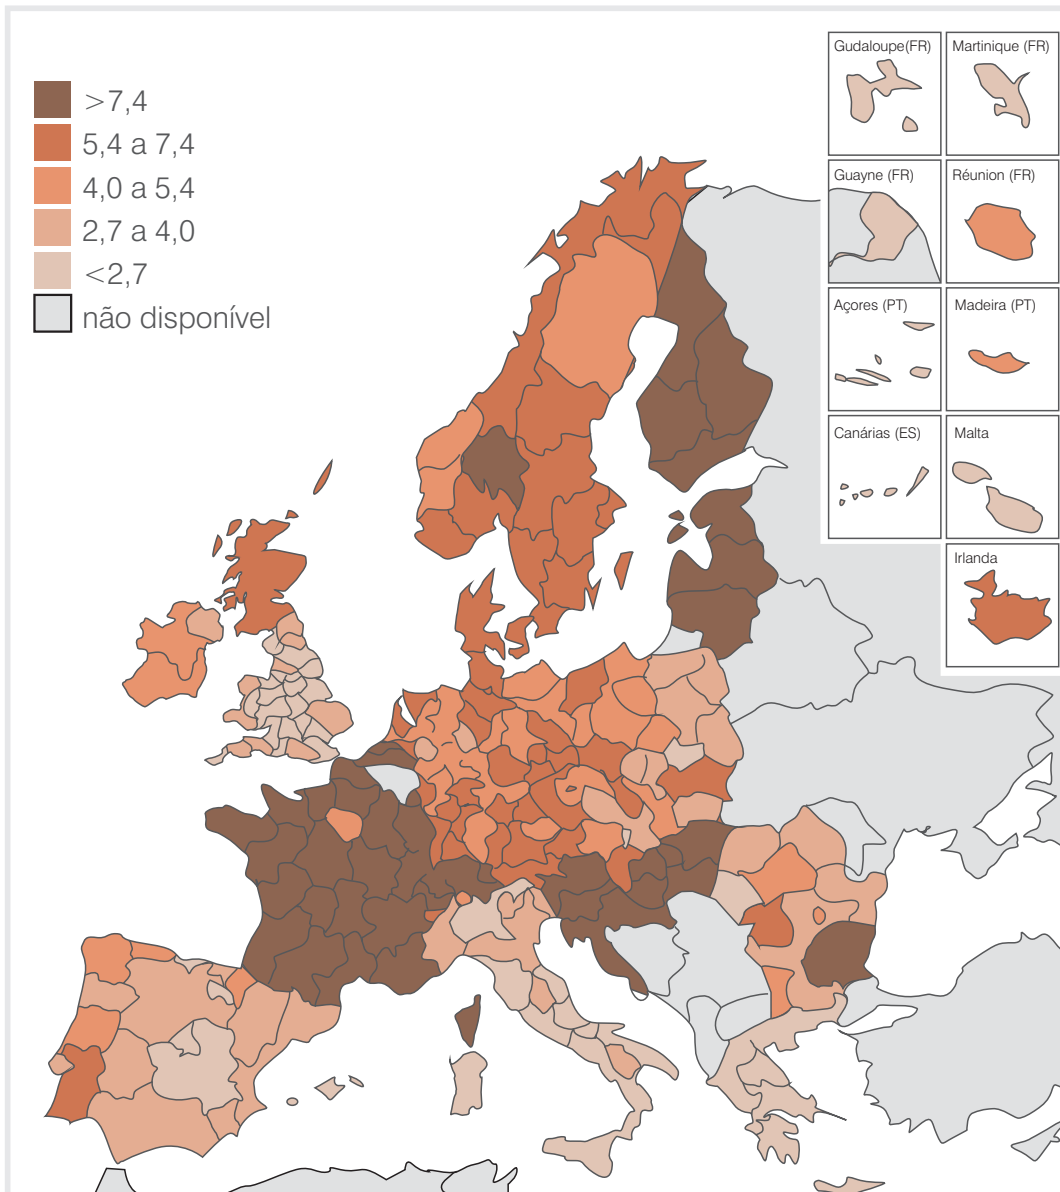 >7,4
5,4 a 7,4
4,0 a 5,4
2,7 a 4,0
<2,7
não disponível
Gudaloupe(FR)
Martinique (FR)
Guayne (FR)
Réunion (FR)
Açores (PT)
Madeira (PT)
Canárias (ES)
Malta
Irlanda